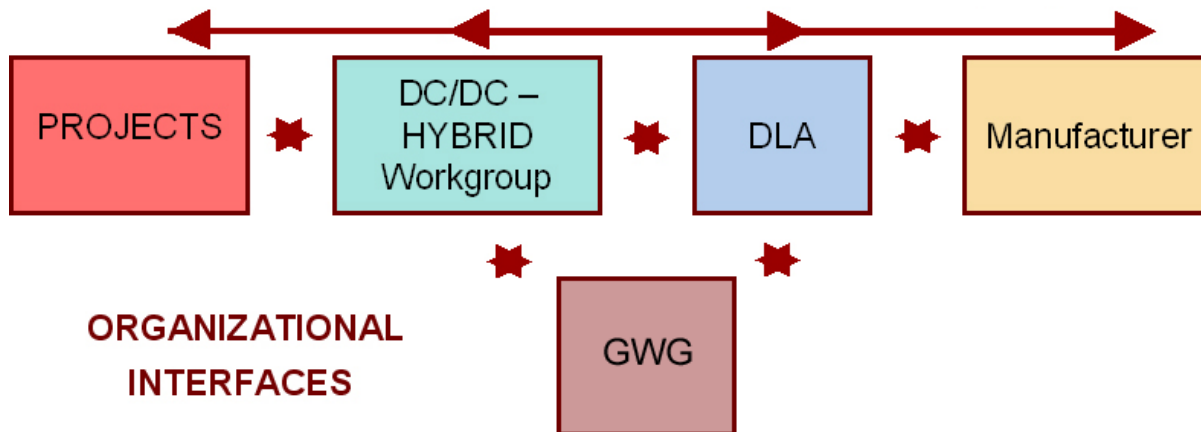 PROJECTS
DC/DC –
HYBRID
Workgroup
DLA
Manufacturer
ORGANIZATIONAL
INTERFACES
GWG